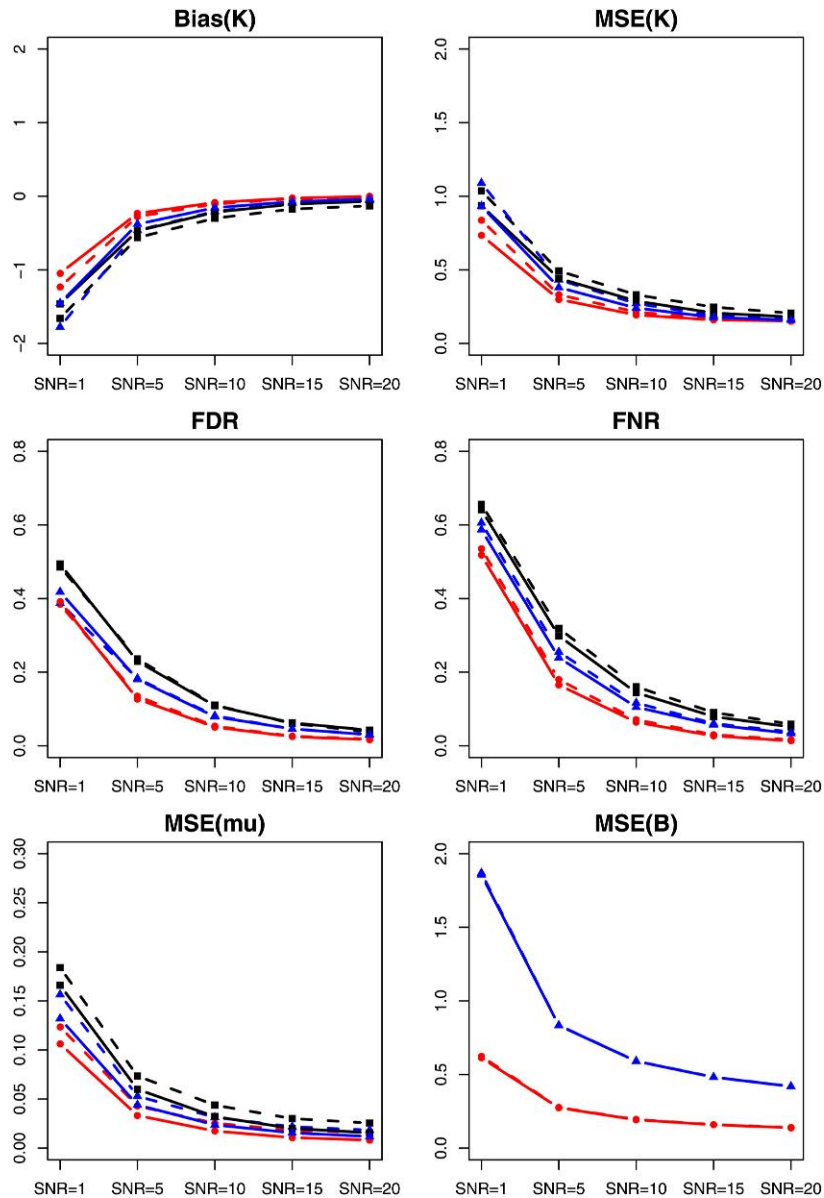 Bias(K)
2
1
0
−1
−2
SNR=1 SNR=5 SNR=10 SNR=15 SNR=20
MSE(K)
2.0
1.5
1.0
0.5
0.0
SNR=1 SNR=5 SNR=10 SNR=15 SNR=20
FDR
0.8
0.6
0.4
0.2
0.0
SNR=1 SNR=5 SNR=10 SNR=15 SNR=20
FNR
0.8
0.6
0.4
0.2
0.0
SNR=1 SNR=5 SNR=10 SNR=15 SNR=20
MSE(mu)
0.30
0.25
0.20
0.15
0.10
0.05
0.00
SNR=1 SNR=5 SNR=10 SNR=15 SNR=20
MSE(B)
2.0
1.5
1.0
0.5
0.0
SNR=1 SNR=5 SNR=10 SNR=15 SNR=20